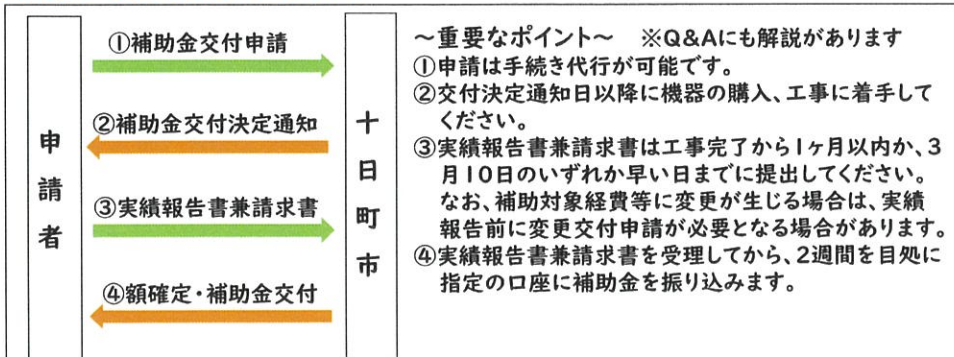 申請者
①補助金交付申請
②補助金交付決定通知
③実績報告書兼請求書
④額確定・補助金交付
十日町市
~重要なポイント~ ※Q&Aにも解説があります
①申請は手続き代行が可能です。
②交付決定通知日以降に機器の購入、工事に着手して
ください。
③実績報告書兼請求書は工事完了から1ヶ月以内か、3
月10日のいずれか早い日までに提出してください。
なお、補助対象経費等に変更が生じる場合は、実績
報告前に変更交付申請が必要となる場合があります。
④実績報告書兼請求書を受理してから、2週間を目処に
指定の口座に補助金を振り込みます。